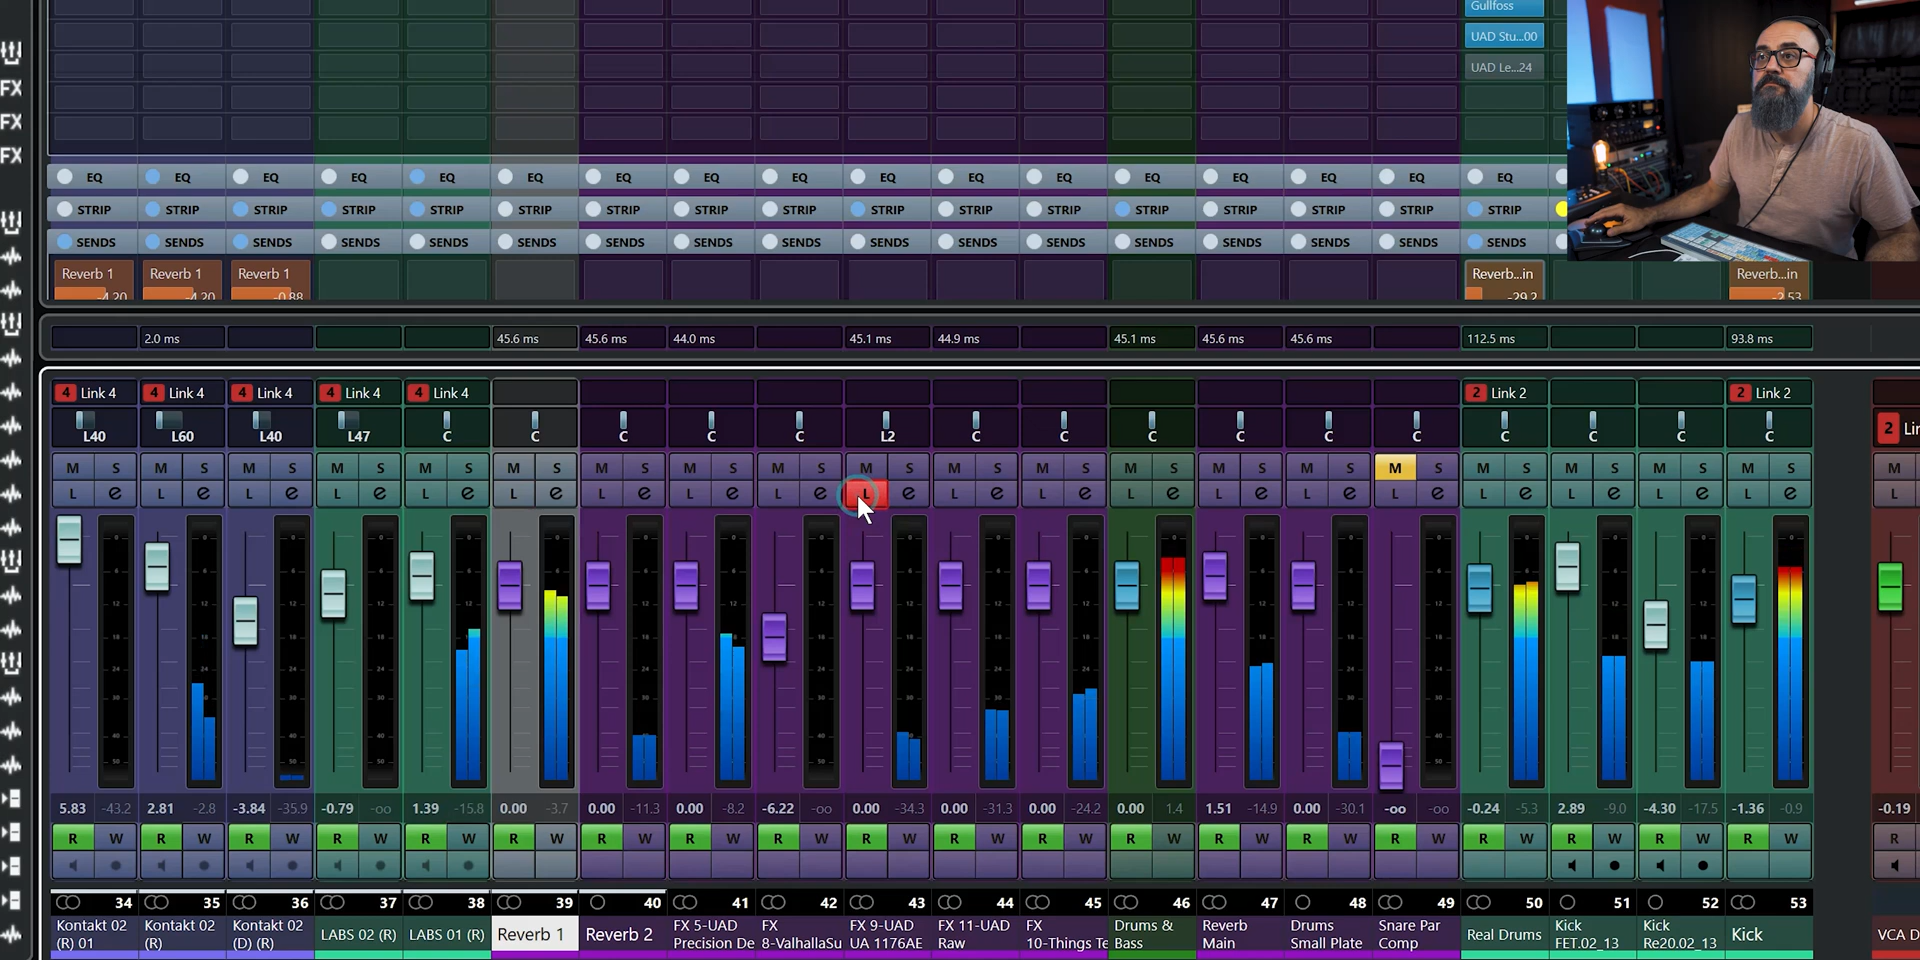 Gullfoss
UAD Stu...00
UAD Le...24
FX
FX
FX
EQ EQ EQ EQ EQ EQ EQ EQ EQ EQ EQ EQ EQ EQ EQ EQ EQ
STRIP STRIP STRIP STRIP STRIP STRIP STRIP STRIP STRIP STRIP STRIP STRIP STRIP STRIP STRIP STRIP STRIP
SENDS SENDS SENDS SENDS SENDS SENDS SENDS SENDS SENDS SENDS SENDS SENDS SENDS SENDS SENDS SENDS SENDS
Reverb 1 Reverb 1 Reverb 1 Reverb...in Reverb...in
-4.20 -4.20 -0.88 -29.2 -2.53
2.0 ms 45.6 ms 45.6 ms 44.0 ms 45.1 ms 44.9 ms 45.1 ms 45.6 ms 45.6 ms 112.5 ms 93.8 ms
4 Link 4 4 Link 4 4 Link 4 4 Link 4 4 Link 4 2 Link 2 2 Link 2
L40 L60 L40 L47 C C C C C L2 C C C C C C C C C C 2
M S M S M S M S M S M S M S M S M S M S M S M S M S M S M S M S M S M S M S M S M
L e L e L e L e L e L e L e L e L e L e L e L e L e L e L e L e L e L e L e L e L
5.83 -43.2 2.81 -2.8 -3.84 -35.9 -0.79 -oo 1.39 -15.8 0.00 -3.7 0.00 -11.3 0.00 -8.2 -6.22 -oo 0.00 -34.3 0.00 -31.3 0.00 -24.2 0.00 1.4 1.51 -14.9 0.00 -30.1 -oo -oo -0.24 -5.3 2.89 -9.0 -4.30 -17.5 -1.36 -0.9 -0.19
R W R W R W R W R W R W R W R W R W R W R W R W R W R W R W R W R W R W R W R W R
34 35 36 37 38 39 40 41 42 43 44 45 46 47 48 49 50 51 52 53
Kontakt 02 (R) 01
Kontakt 02 (R)
Kontakt 02 (D) (R)
LABS 02 (R)
LABS 01 (R)
Reverb 1
Reverb 2
FX 5-UAD
Precision De
FX
8-ValhallaSu
FX 9-UAD
UA 1176AE
FX 11-UAD
Raw
FX
10-Things Te
Drums &
Bass
Reverb
Main
Drums
Small Plate
Snare Par
Comp
Real Drums
Kick
FET.02_13
Kick
Re20.02_13
Kick
VCA D